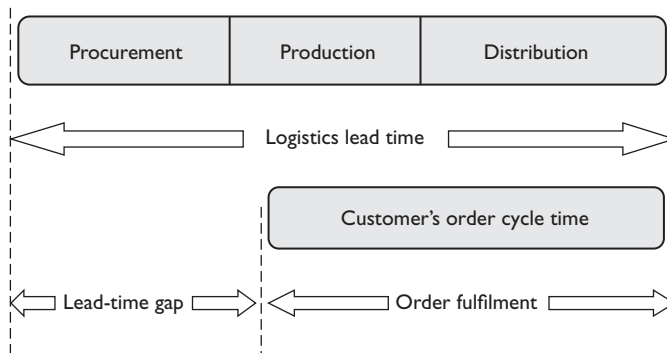 Procurement Production Distribution
Logistics lead time
Customer’s order cycle time
Lead-time gap Order fulfilment